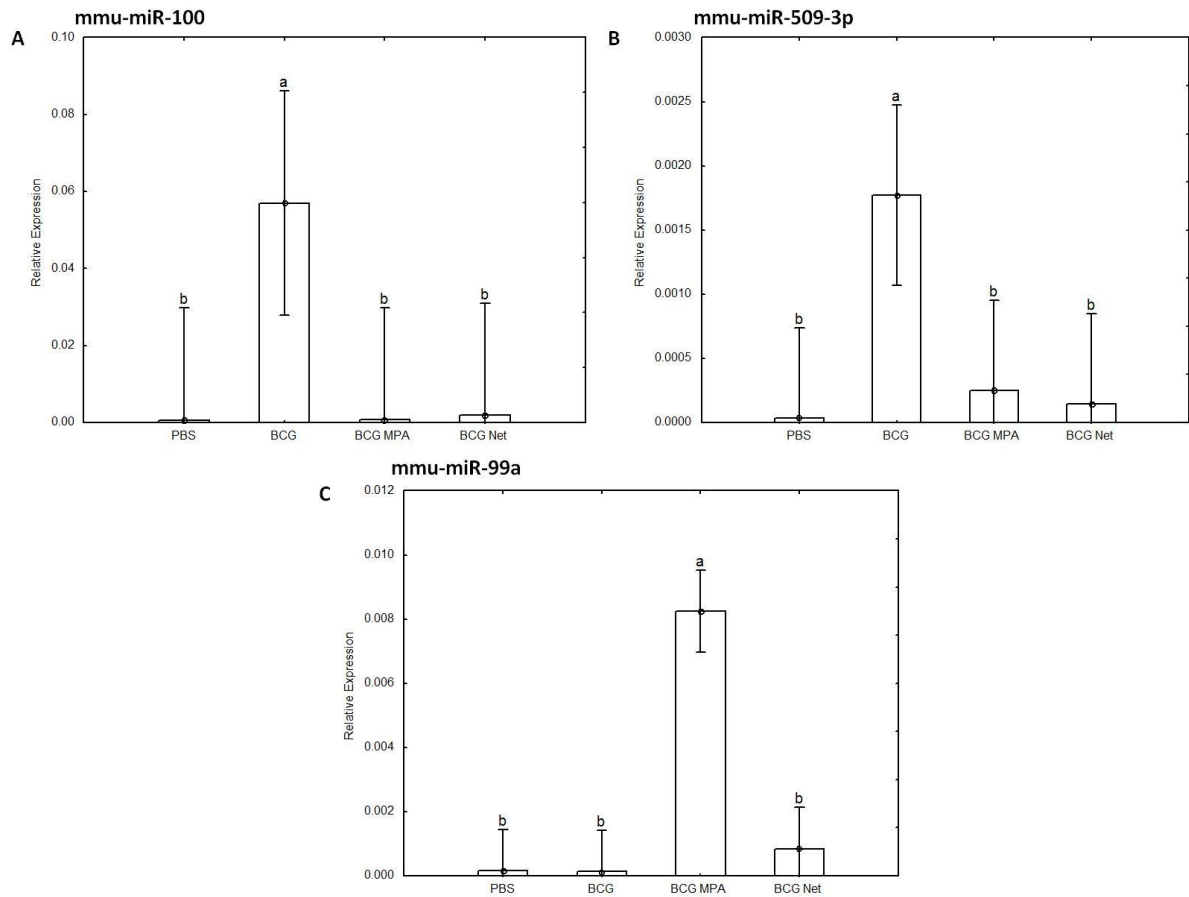 mmu-miR-100
A
0.10
0.08
0.06
0.04
0.02
0.00
Relative Expression
a
b
b
b
PBS
BCG
BCG MPA
BCG Net
mmu-miR-509-3p
B
0.0030
0.0025
0.0020
0.0015
0.0010
0.0005
0.0000
Relative Expression
a
b
b
b
PBS
BCG
BCG MPA
BCG Net
mmu-miR-99a
C
0.012
0.010
0.008
0.006
0.004
0.002
0.000
Relative Expression
a
b
b
b
PBS
BCG
BCG MPA
BCG Net